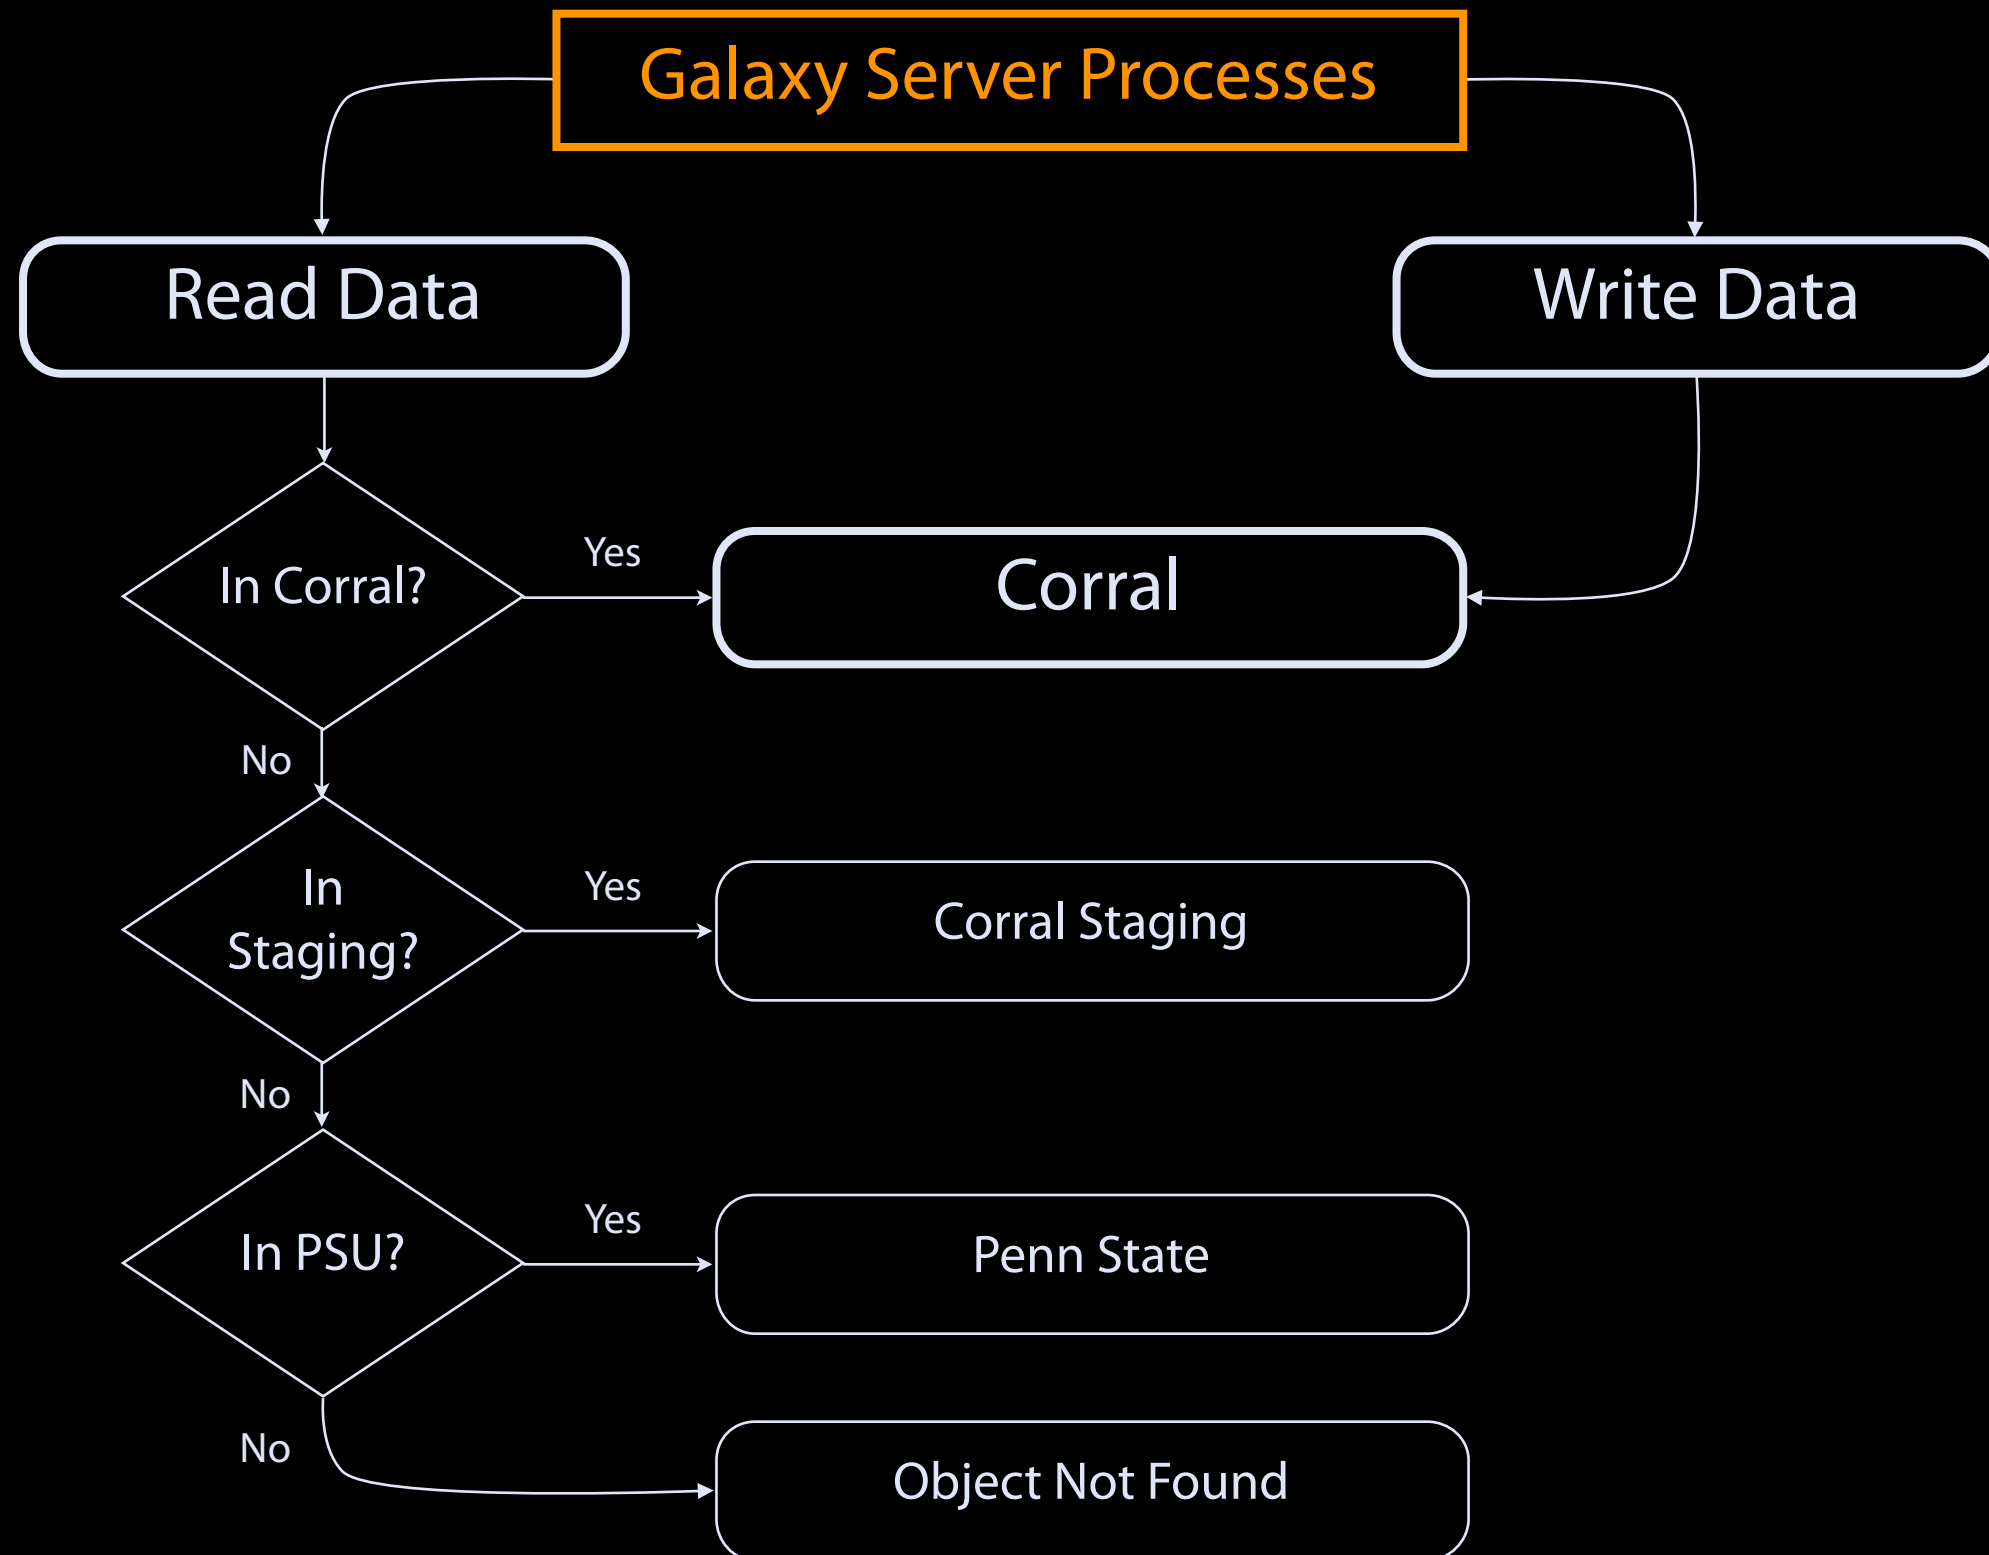 Galaxy Server Processes
Read Data
Write Data
In Corral?
Yes
Corral
No
In
Staging?
Yes
Corral Staging
No
In PSU?
Yes
Penn State
No
Object Not Found